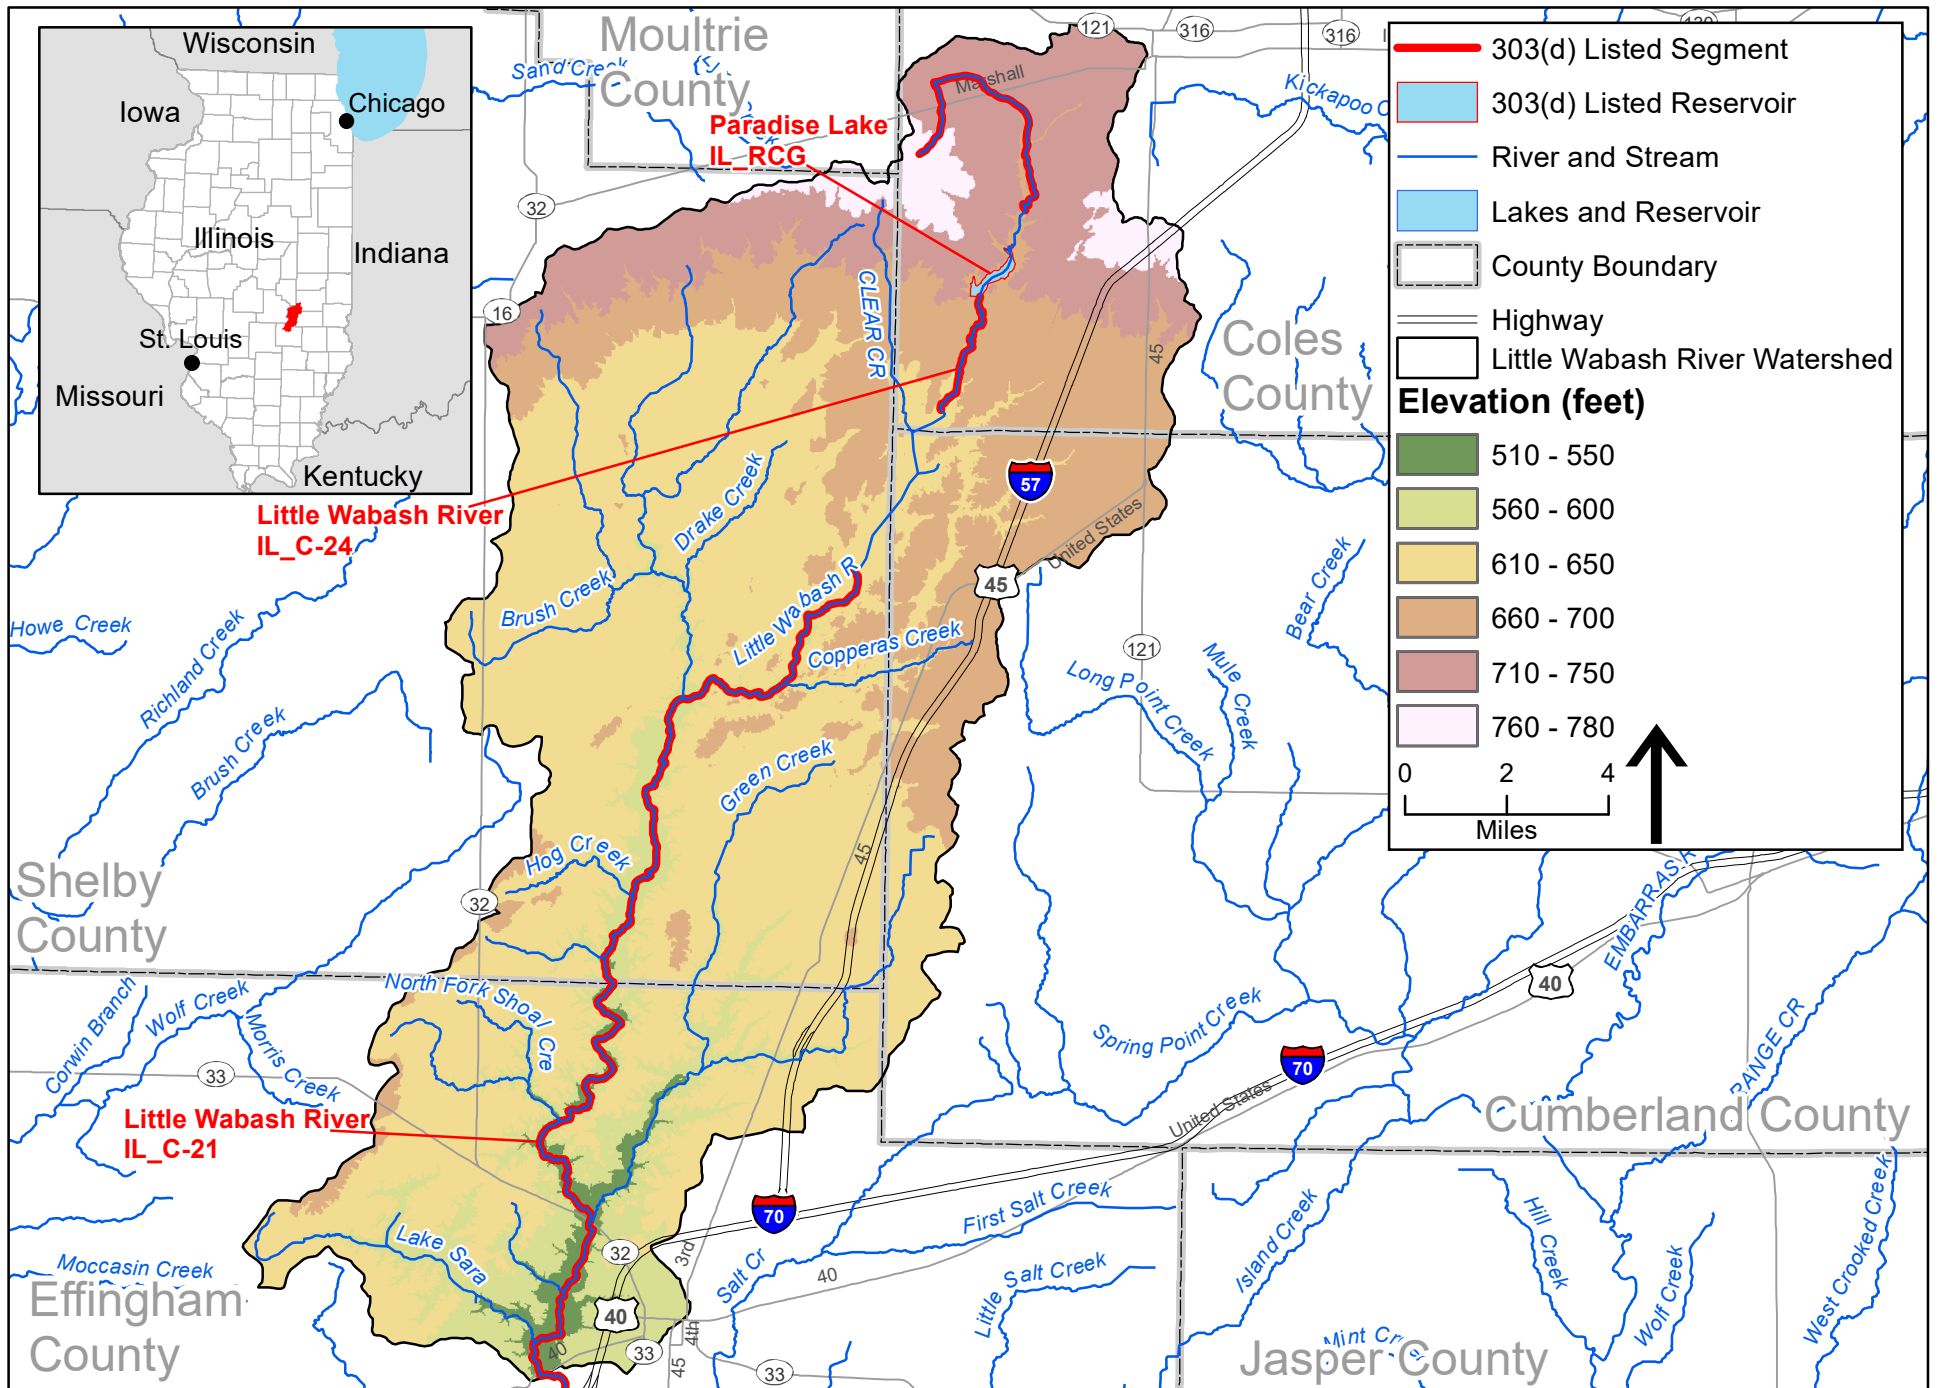 Wisconsin
Iowa
Chicago
Illinois
Indiana
St. Louis
Missouri
Kentucky
Moultrie
County
Sand Creek
121
316
316
Marshall
Kickapoo C
Paradise Lake
IL_RCG
32
16
CLEAR CR
Coles
County
45
303(d) Listed Segment
303(d) Listed Reservoir
River and Stream
Lakes and Reservoir
County Boundary
Highway
Little Wabash River Watershed
Elevation (feet)
510 - 550
560 - 600
610 - 650
660 - 700
710 - 750
760 - 780
0 2 4
Miles
57
Little Wabash River
IL_C-24
Drake Creek
United States
45
Brush Creek
Little Wabash R
Copperas Creek
Howe Creek
Richland Creek
Brush Creek
Bear Creek
121
Mule Creek
Long Point Creek
Green Creek
45
Hog Creek
Shelby
County
32
EMBARRAS R
40
North Fork Shoal Cre
Corwin Branch
Wolf Creek
Morris Creek
33
Spring Point Creek
70
United States
RANGE CR
Cumberland County
Little Wabash River
IL_C-21
70
First Salt Creek
Lake Sara
32
3rd
Salt Cr
40
Little Salt Creek
Island Creek
Hill Creek
Wolf Creek
West Crooked Creek
Moccasin Creek
Effingham
County
40
40
33
4th
45
33
Mint Cr
Jasper County